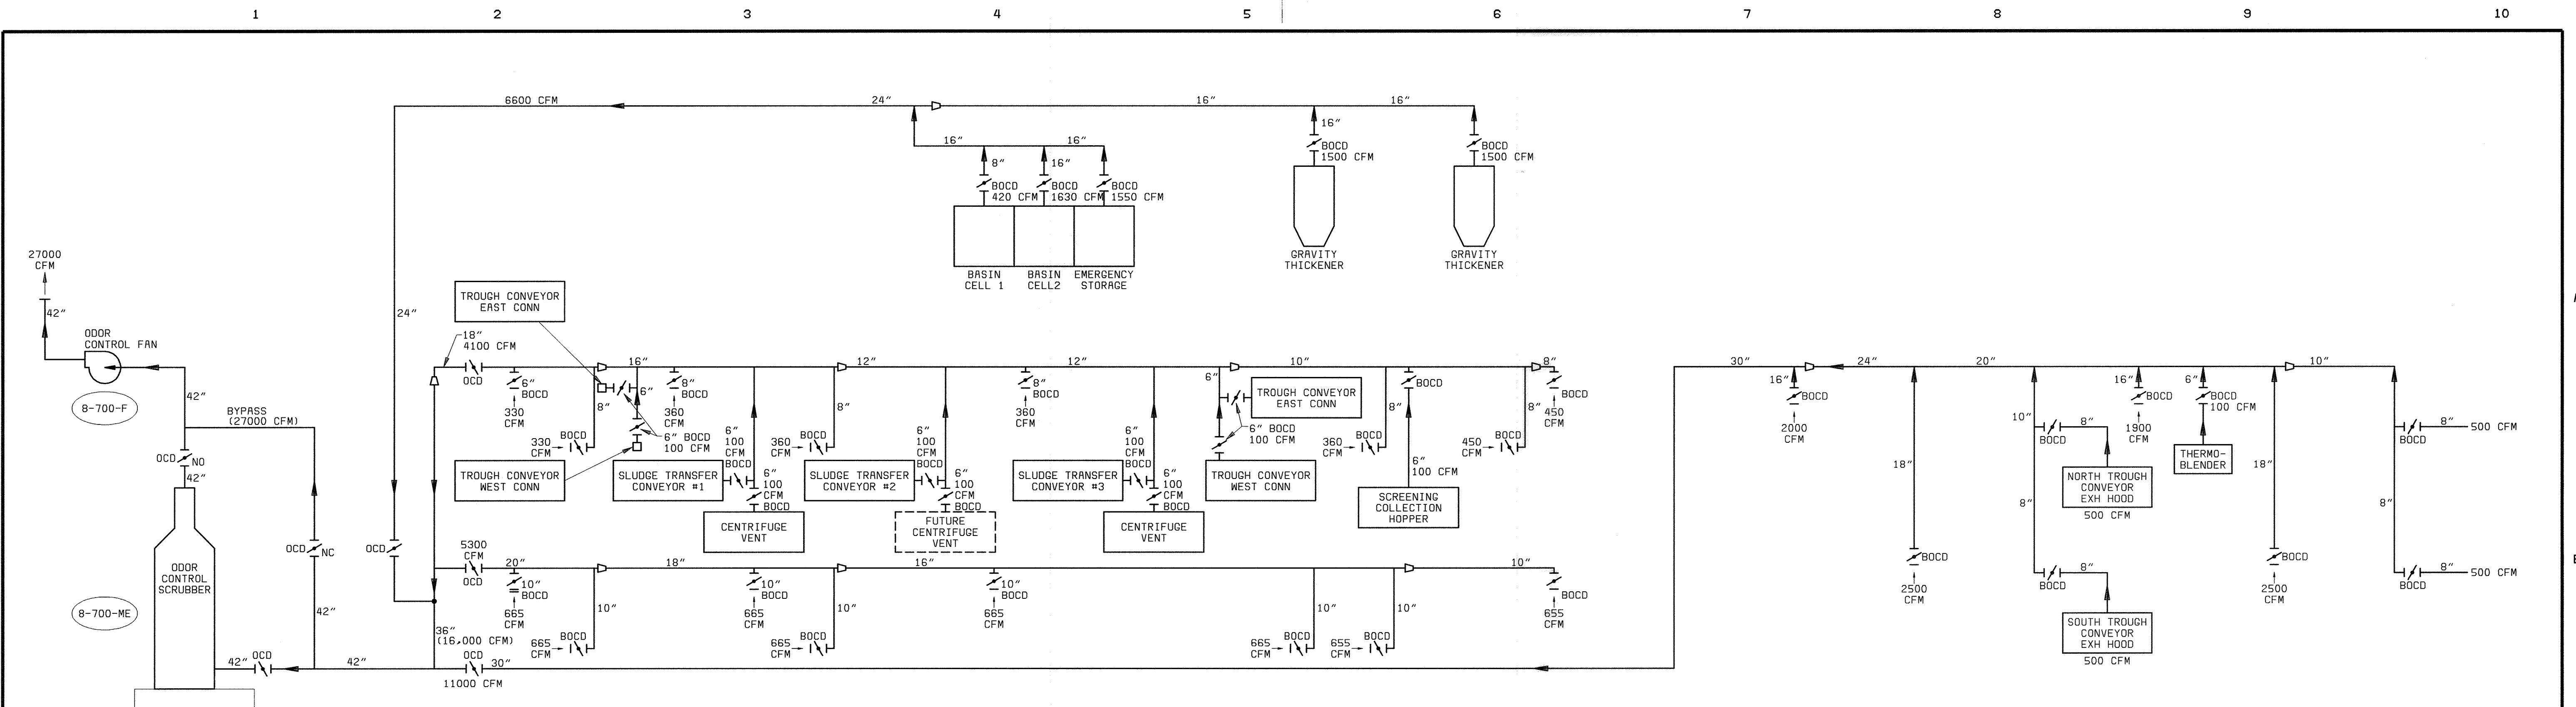 1 2 3 4 5 6 7 8 9 10
6600 CFM
24″
16″
16″
16″
BOCD
1500 CFM
BOCD
1500 CFM
16″
16″
8″
16″
BOCD
420 CFM
BOCD
1630 CFM
BOCD
1550 CFM
GRAVITY
THICKENER
GRAVITY
THICKENER
BASIN
CELL 1
BASIN
CELL2
EMERGENCY
STORAGE
27000
CFM
42″
ODOR
CONTROL FAN
8-700-F
42″
BYPASS
(27000 CFM)
OCD
NO
42″
ODOR
CONTROL
SCRUBBER
8-700-ME
OCD
NC
42″
42″
OCD
42″
24″
OCD
36″
(16,000 CFM)
OCD
30″
11000 CFM
TROUGH CONVEYOR
EAST CONN
18″
4100 CFM
OCD
6″
BOCD
330
CFM
8″
330
CFM
BOCD
16″
6″
8″
BOCD
360
CFM
6″ BOCD
100 CFM
TROUGH CONVEYOR
WEST CONN
SLUDGE TRANSFER
CONVEYOR #1
6″
100
CFM
BOCD
6″
100
CFM
BOCD
CENTRIFUGE
VENT
12″
8″
360
CFM
BOCD
SLUDGE TRANSFER
CONVEYOR #2
6″
100
CFM
BOCD
6″
100
CFM
BOCD
FUTURE
CENTRIFUGE
VENT
12″
8″
BOCD
360
CFM
SLUDGE TRANSFER
CONVEYOR #3
6″
100
CFM
BOCD
6″
100
CFM
BOCD
CENTRIFUGE
VENT
10″
6″
TROUGH CONVEYOR
EAST CONN
6″ BOCD
100 CFM
TROUGH CONVEYOR
WEST CONN
8″
360
CFM
BOCD
BOCD
6″
100 CFM
SCREENING
COLLECTION
HOPPER
8″
BOCD
450
CFM
8″
450
CFM
BOCD
5300
CFM
OCD
20″
10″
BOCD
665
CFM
10″
665
CFM
BOCD
18″
10″
BOCD
665
CFM
10″
665
CFM
BOCD
16″
10″
BOCD
665
CFM
10″
665
CFM
BOCD
10″
655
CFM
BOCD
10″
BOCD
655
CFM
30″
24″
20″
10″
16″
BOCD
2000
CFM
18″
BOCD
2500
CFM
10″
BOCD
8″
8″
BOCD
8″
NORTH TROUGH
CONVEYOR
EXH HOOD
500 CFM
SOUTH TROUGH
CONVEYOR
EXH HOOD
500 CFM
16″
BOCD
1900
CFM
6″
BOCD
100 CFM
THERMO-
BLENDER
18″
BOCD
2500
CFM
8″
BOCD
8″
500 CFM
BOCD
8″
500 CFM